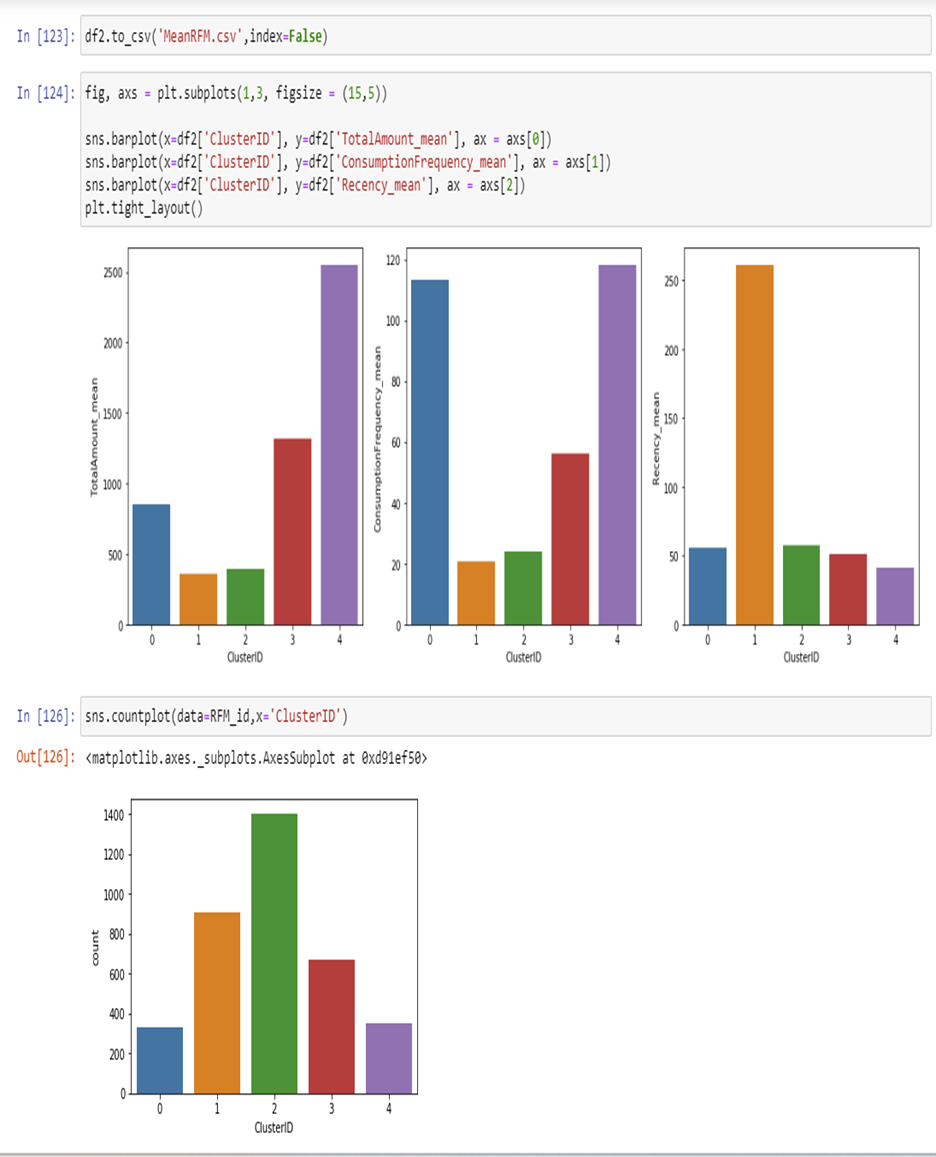 In [123]: df2.to_csv('MeanRFM.csv',index=False)
In [124]: fig, axs = plt.subplots(1,3, figsize = (15,5))
sns.barplot(x=df2['ClusterID'], y=df2['TotalAmount_mean'], ax = axs[0])
sns.barplot(x=df2['ClusterID'], y=df2['ConsumptionFrequency_mean'], ax = axs[1])
sns.barplot(x=df2['ClusterID'], y=df2['Recency_mean'], ax = axs[2])
plt.tight_layout()
TotalAmount_mean
2500
2000
1500
1000
500
0
0 1 2 3 4
ClusterID
ConsumptionFrequency_mean
120
100
80
60
40
20
0
0 1 2 3 4
ClusterID
Recency_mean
250
200
150
100
50
0
0 1 2 3 4
ClusterID
In [126]: sns.countplot(data=RFM_id,x='ClusterID')
Out[126]: <matplotlib.axes._subplots.AxesSubplot at 0xd91ef50>
count
1400
1200
1000
800
600
400
200
0
0 1 2 3 4
ClusterID